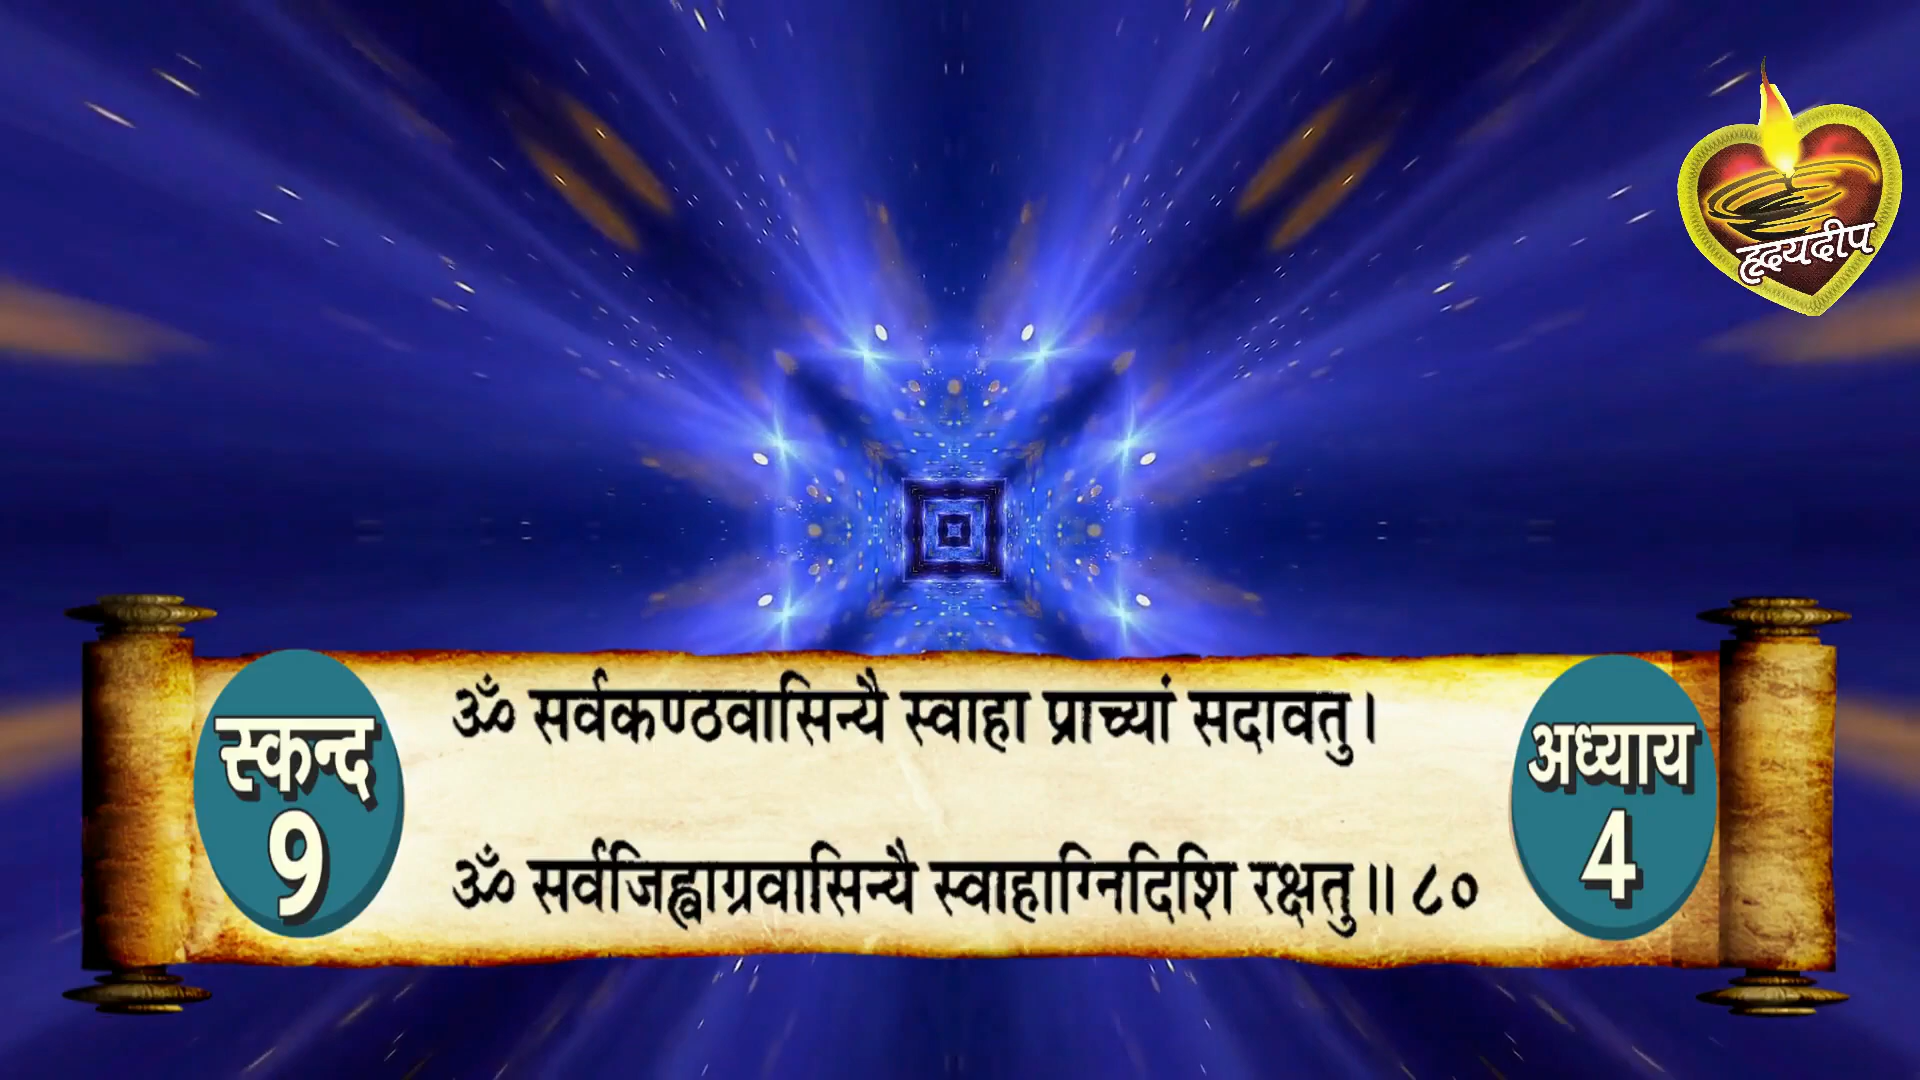 हृदयदीप
ॐ सर्वकण्ठवासिन्यै स्वाहा प्राच्यां सदावतु।
स्कन्द
9
अध्याय
4
ॐ सर्वजिह्वाग्रवासिन्यै स्वाहाग्निदिशि रक्षतु॥ ८०